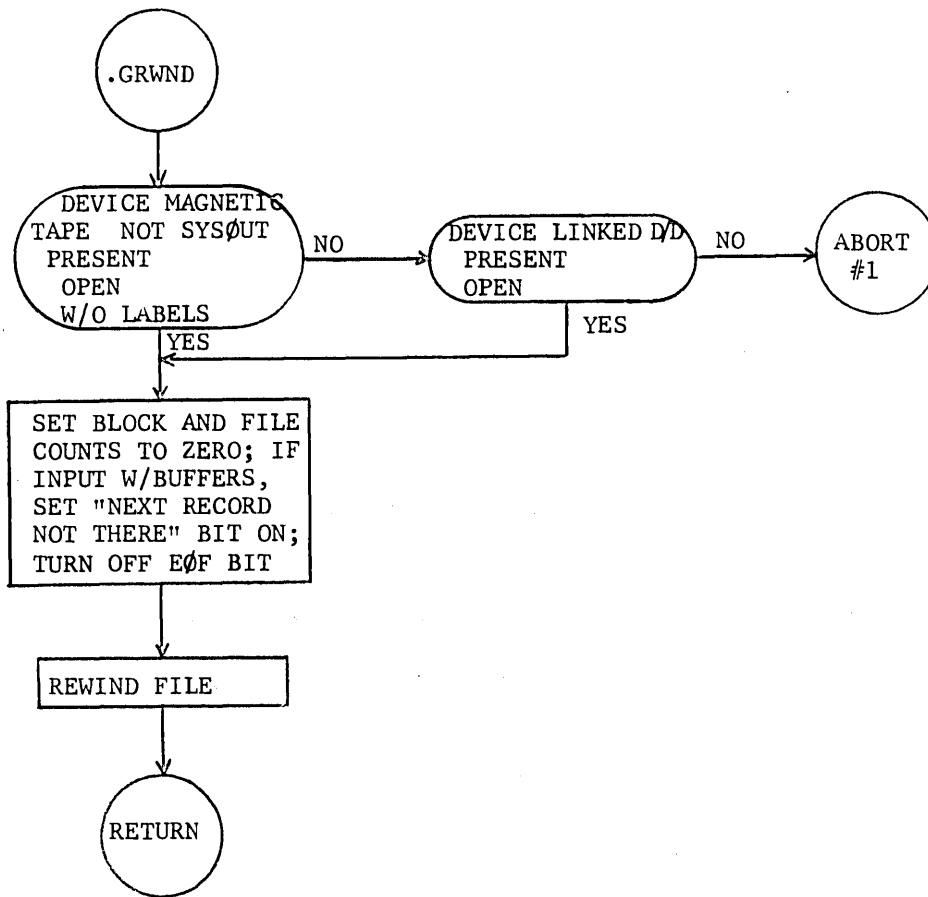 .GRWND
DEVICE MAGNETIC
TAPE NOT SYSØUT
PRESENT
OPEN
W/O LABELS
NO
DEVICE LINKED D/D
PRESENT
OPEN
NO
ABORT
#1
YES
YES
SET BLOCK AND FILE
COUNTS TO ZERO; IF
INPUT W/BUFFERS,
SET "NEXT RECORD
NOT THERE" BIT ON;
TURN OFF EØF BIT
REWIND FILE
RETURN